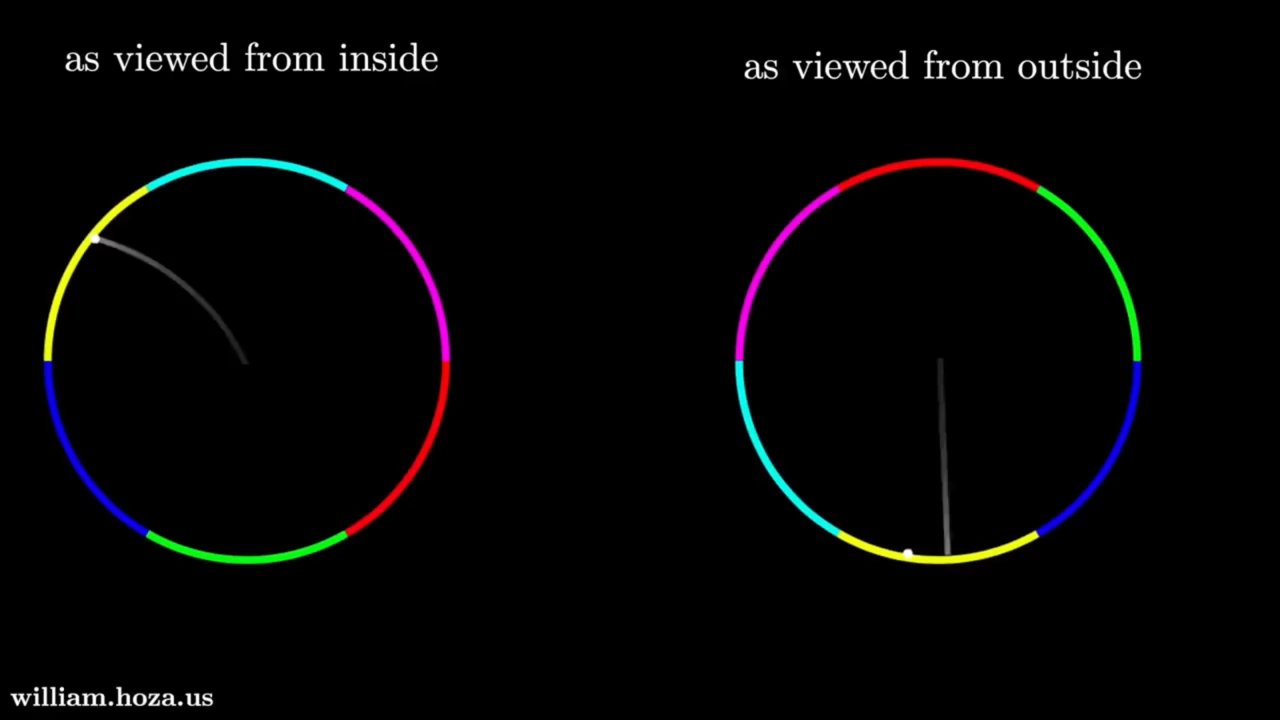 as viewed from inside
as viewed from outside
william.hoza.us